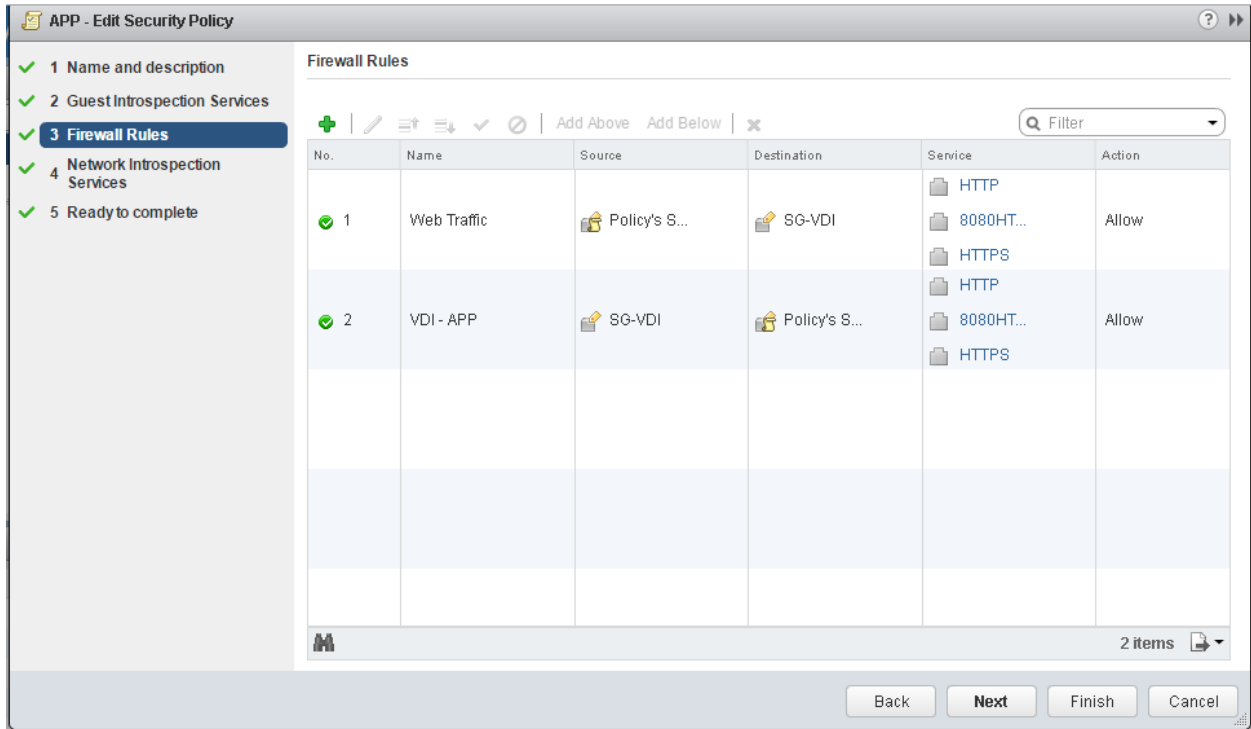 APP - Edit Security Policy
?
1 Name and description
2 Guest Introspection Services
3 Firewall Rules
4 Network Introspection
Services
5 Ready to complete
Firewall Rules
Add Above Add Below
Filter
No. Name Source Destination Service Action
HTTP
1 Web Traffic Policy's S... SG-VDI 8080HT... Allow
HTTPS
HTTP
2 VDI - APP SG-VDI Policy's S... 8080HT... Allow
HTTPS
2 items
Back Next Finish Cancel